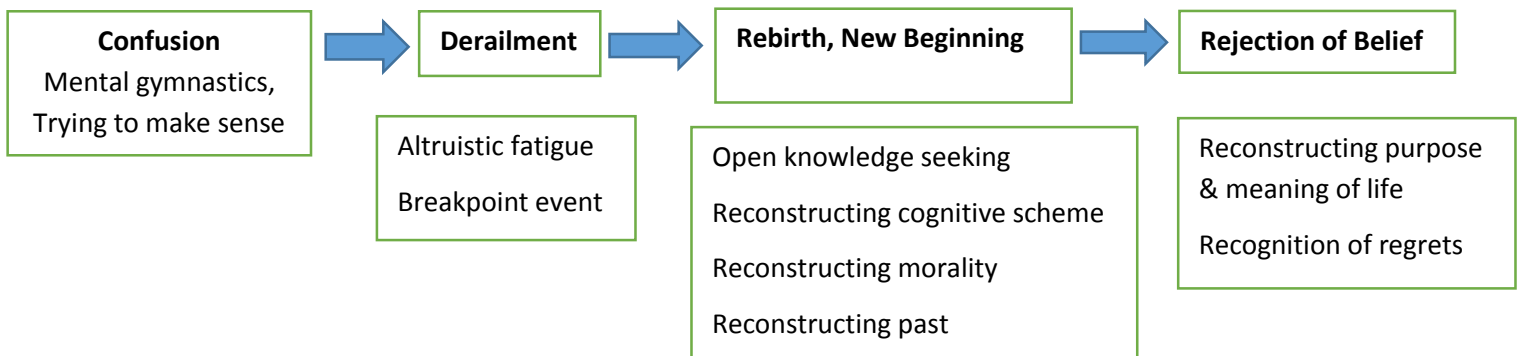 Confusion
Mental gymnastics,
Trying to make sense
Derailment
Altruistic fatigue
Breakpoint event
Rebirth, New Beginning
Open knowledge seeking
Reconstructing cognitive scheme
Reconstructing morality
Reconstructing past
Rejection of Belief
Reconstructing purpose
& meaning of life
Recognition of regrets